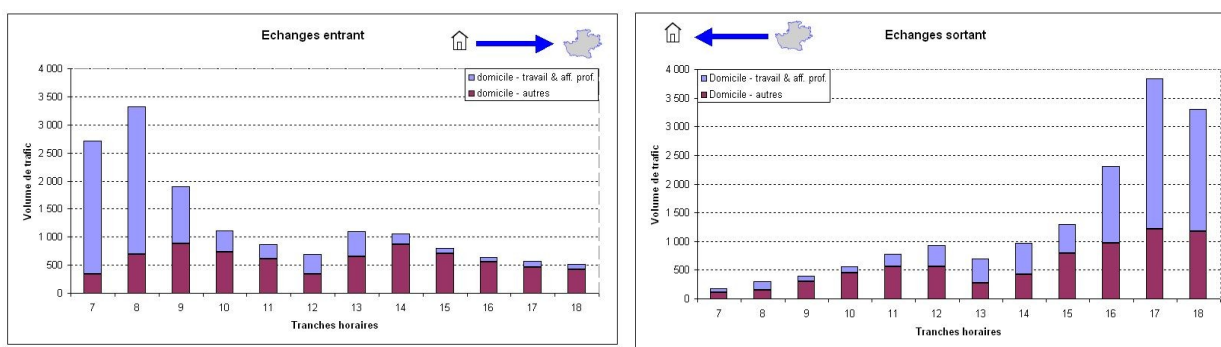 Echanges entrant
4 000
3 500
3 000
2 500
2 000
1 500
1 000
500
0
Volume de trafic
domicile - travail & aff. prof.
domicile - autres
7 8 9 10 11 12 13 14 15 16 17 18
Tranches horaires
Echanges sortant
4 000
3 500
3 000
2 500
2 000
1 500
1 000
500
0
Volume de trafic
Domicile - travail & aff. prof.
Domicile - autres
7 8 9 10 11 12 13 14 15 16 17 18
Tranches horaires